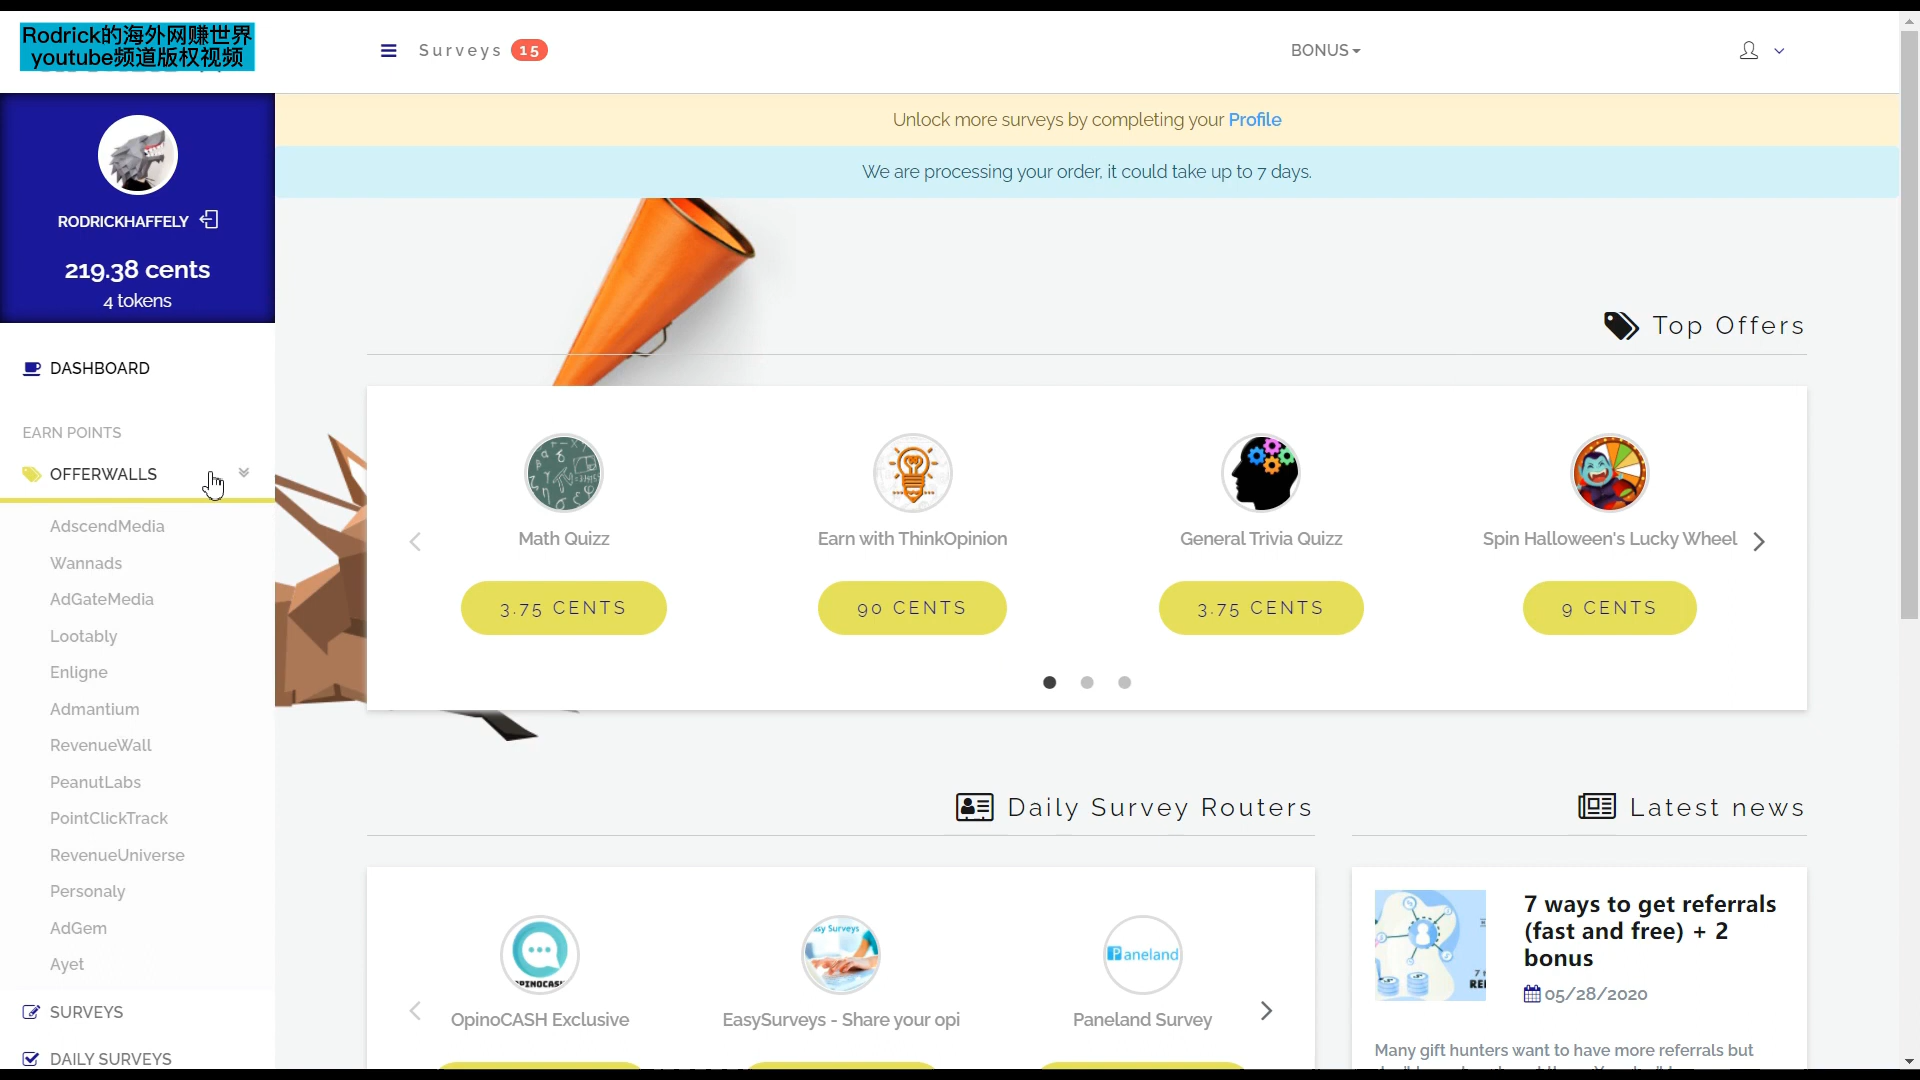 Rodrick的海外网赚世界
youtube频道版权视频
Surveys 15
BONUS
Unlock more surveys by completing your Profile
We are processing your order, it could take up to 7 days.
RODRICKHAFFELY
219.38 cents
4 tokens
DASHBOARD
EARN POINTS
OFFERWALLS
AdscendMedia
Wannads
AdGateMedia
Lootably
Enligne
Admantium
RevenueWall
PeanutLabs
PointClickTrack
RevenueUniverse
Personaly
AdGem
Ayet
SURVEYS
DAILY SURVEYS
Top Offers
Math Quizz
Earn with ThinkOpinion
General Trivia Quizz
Spin Halloween's Lucky Wheel
3.75 CENTS
90 CENTS
3.75 CENTS
9 CENTS
Daily Survey Routers
OpinoCASH Exclusive
EasySurveys - Share your opi
Paneland
Paneland Survey
Latest news
7 ways to get referrals
(fast and free) + 2
bonus
05/28/2020
Many gift hunters want to have more referrals but